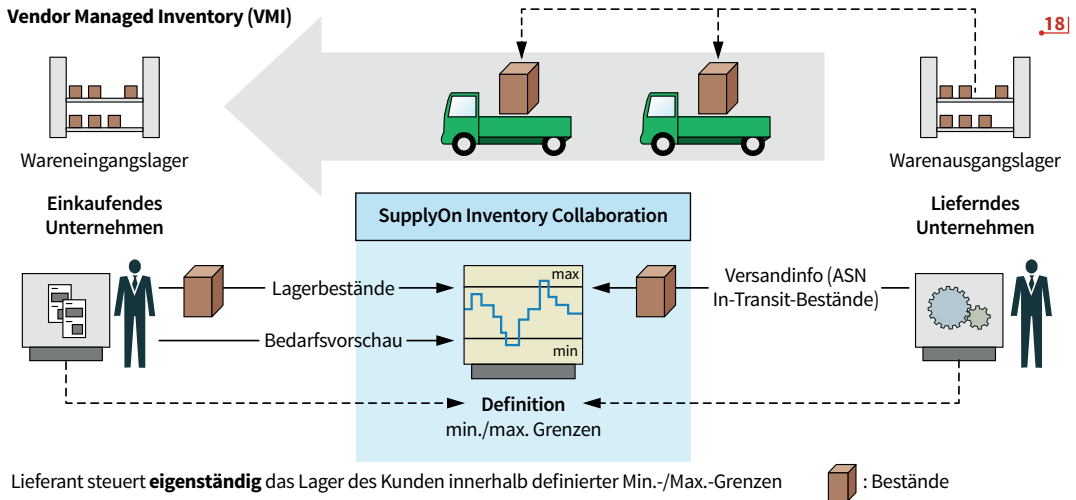 Vendor Managed Inventory (VMI)
18
Wareneingangslager
Warenausgangslager
Einkaufendes
Unternehmen
SupplyOn Inventory Collaboration
Lieferndes
Unternehmen
Lagerbestände
max
Versandinfo (ASN
In-Transit-Bestände)
Bedarfsvorschau
min
Definition
min./max. Grenzen
Lieferant steuert eigenständig das Lager des Kunden innerhalb definierter Min.-/Max.-Grenzen
: Bestände